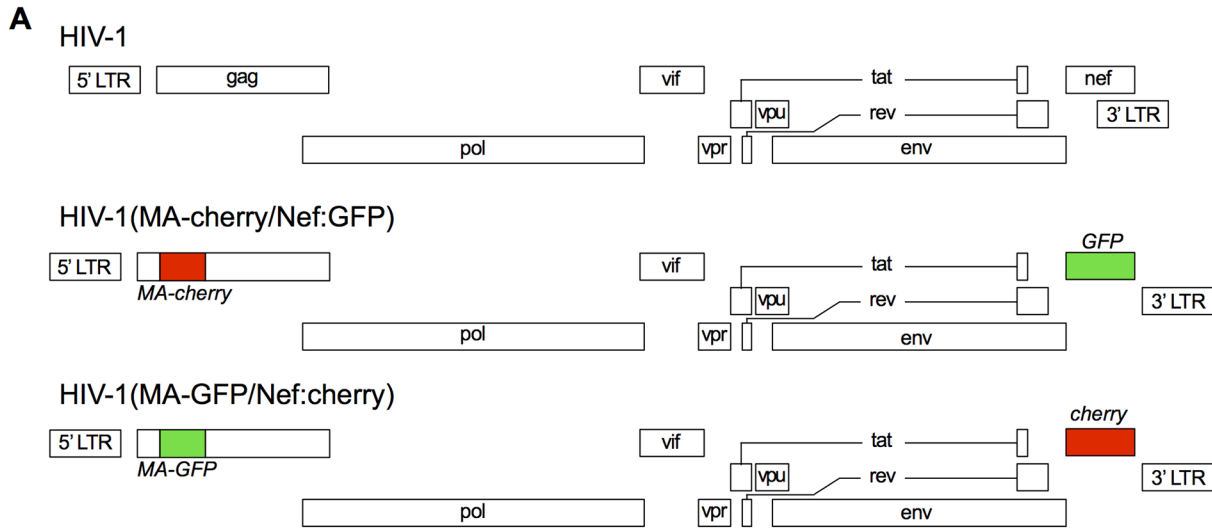 A
HIV-1
5' LTR gag vif tat nef
vpu rev 3' LTR
pol vpr env
HIV-1(MA-cherry/Nef:GFP)
GFP
5' LTR vif tat
MA-cherry vpu rev 3' LTR
pol vpr env
HIV-1(MA-GFP/Nef:cherry)
cherry
5' LTR vif tat
MA-GFP vpu rev 3' LTR
pol vpr env